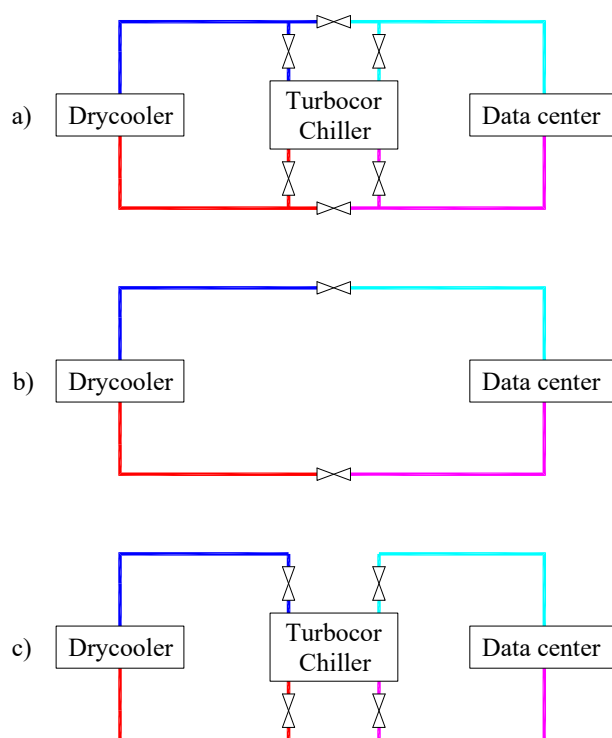 a)
Drycooler
Turbocor
Chiller
Data center
b)
Drycooler
Data center
c)
Drycooler
Turbocor
Chiller
Data center